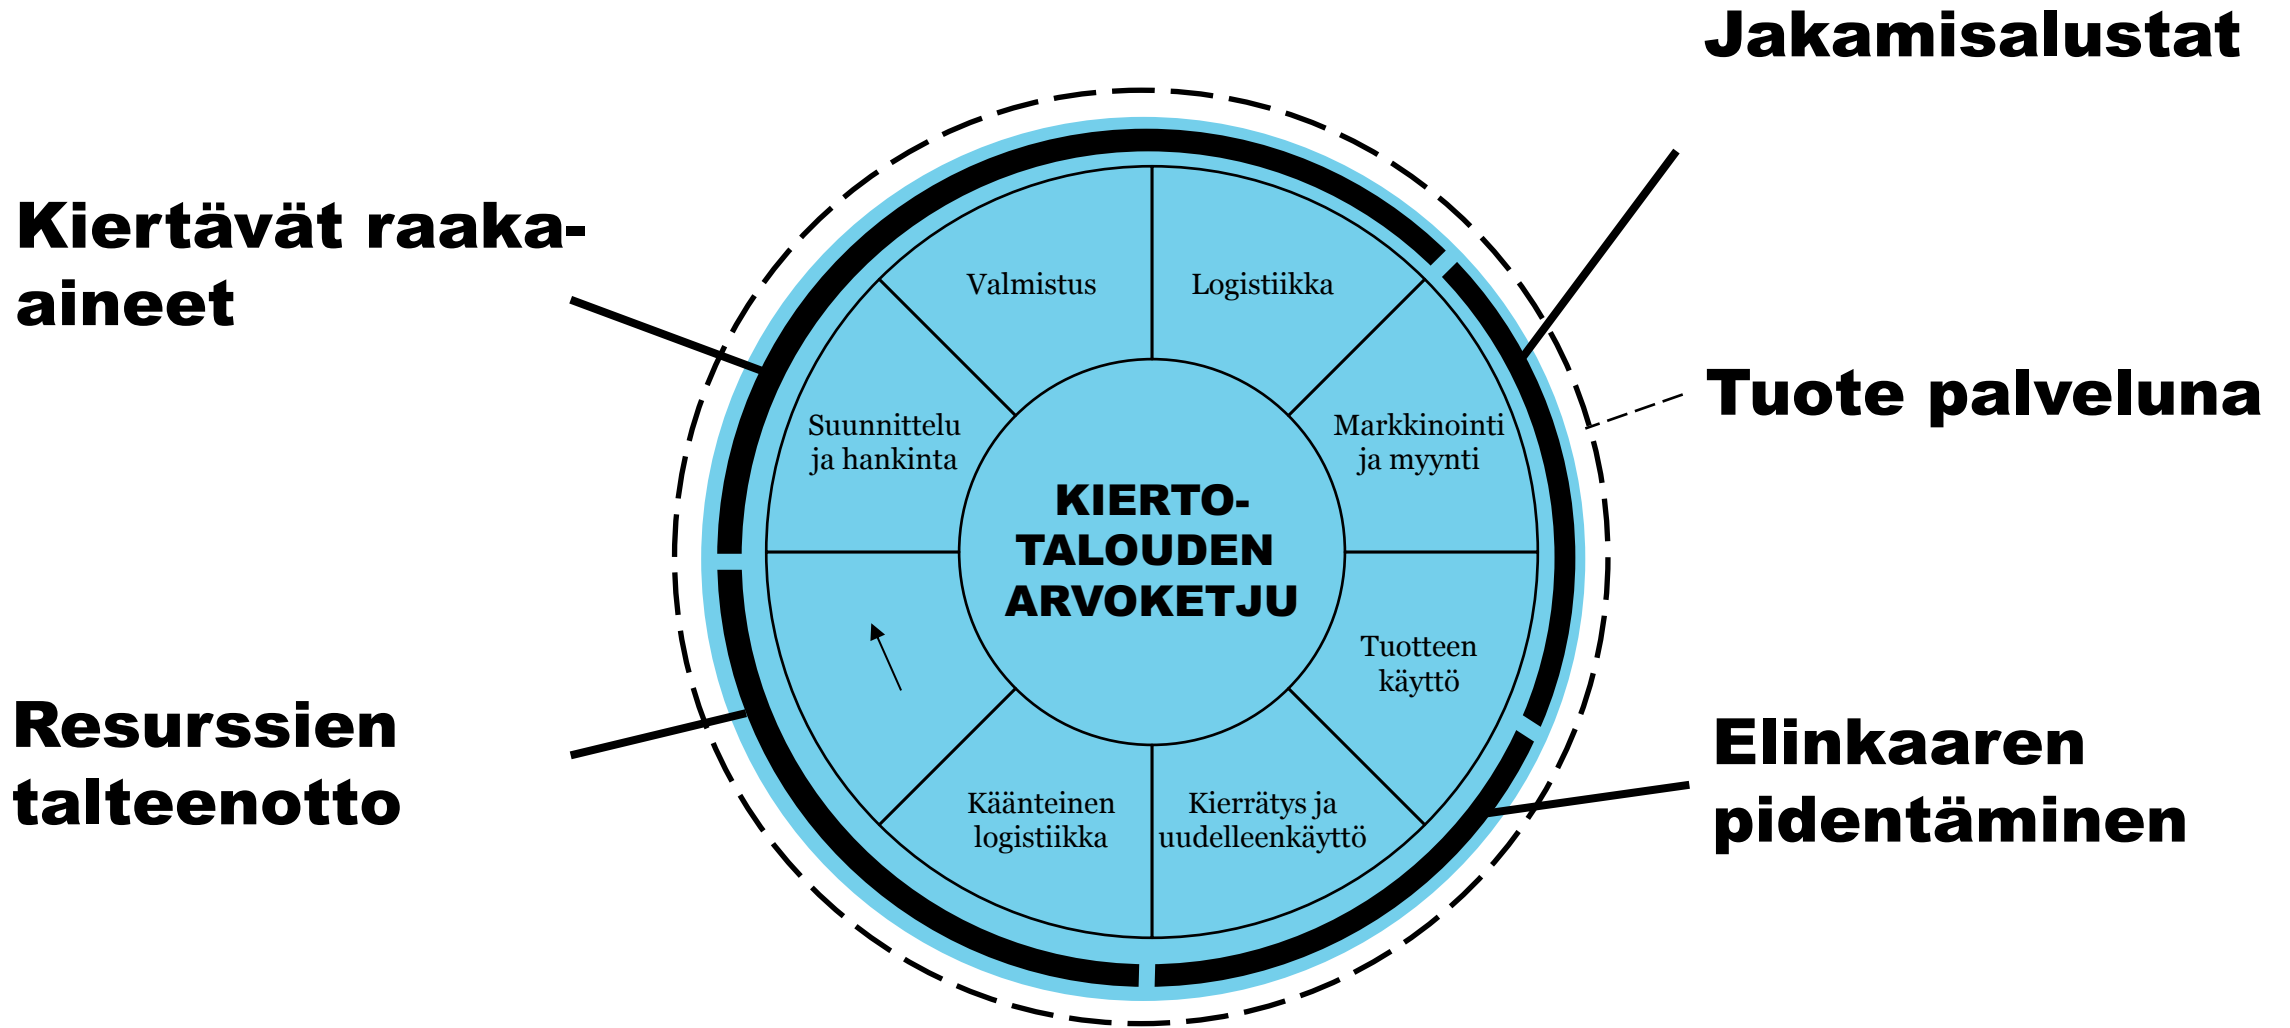 Jakamisalustat
Kiertävät raaka-
aineet
Valmistus
Logistiikka
Tuote palveluna
Suunnittelu
ja hankinta
Markkinointi
ja myynti
KIERTO-
TALOUDEN
ARVOKETJU
Tuotteen
käyttö
Resurssien
talteenotto
Elinkaaren
pidentäminen
Käänteinen
logistiikka
Kierrätys ja
uudelleenkäyttö